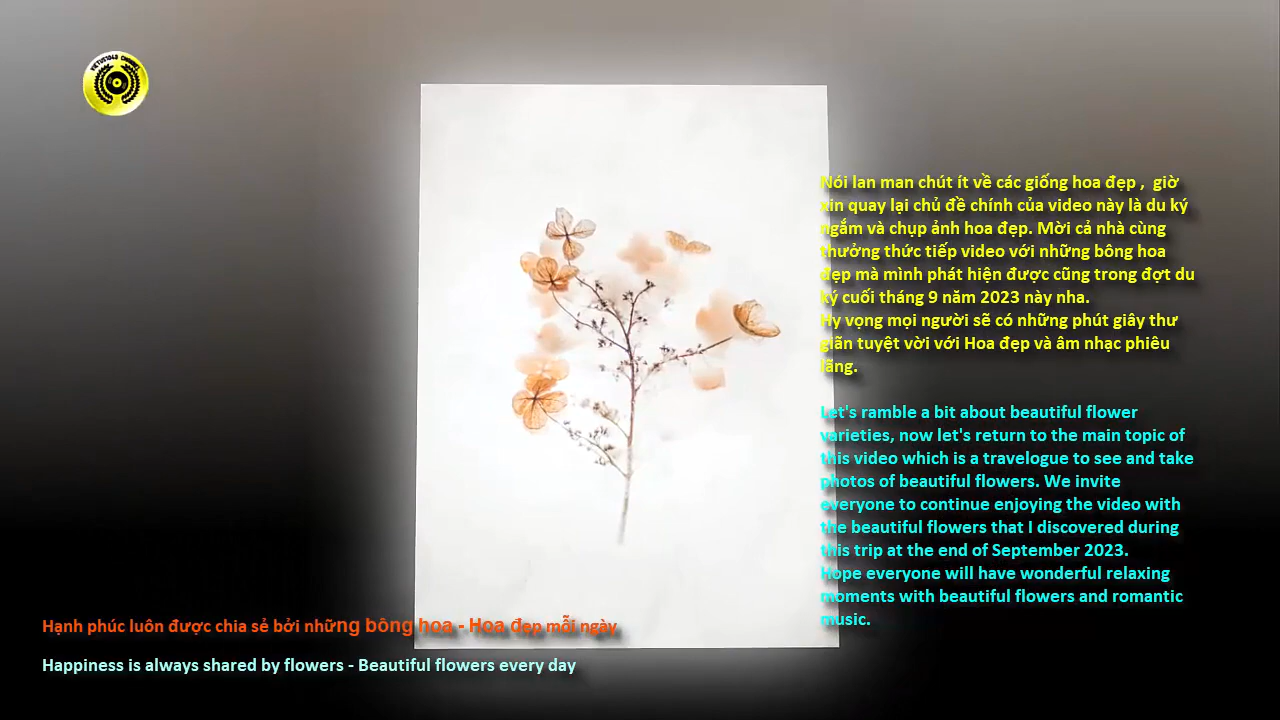 VIETUS1049 CHANNEL
Nói lan man chút ít về các giống hoa đẹp , giờ
xin quay lại chủ đề chính của video này là du ký
ngắm và chụp ảnh hoa đẹp. Mời cả nhà cùng
thưởng thức tiếp video với những bông hoa
đẹp mà mình phát hiện được cũng trong đợt du
ký cuối tháng 9 năm 2023 này nha.
Hy vọng mọi người sẽ có những phút giây thư
giãn tuyệt vời với Hoa đẹp và âm nhạc phiêu
lãng.
Let's ramble a bit about beautiful flower
varieties, now let's return to the main topic of
this video which is a travelogue to see and take
photos of beautiful flowers. We invite
everyone to continue enjoying the video with
the beautiful flowers that I discovered during
this trip at the end of September 2023.
Hope everyone will have wonderful relaxing
moments with beautiful flowers and romantic
music.
Hạnh phúc luôn được chia sẻ bởi những bông hoa - Hoa đẹp mỗi ngày
Happiness is always shared by flowers - Beautiful flowers every day